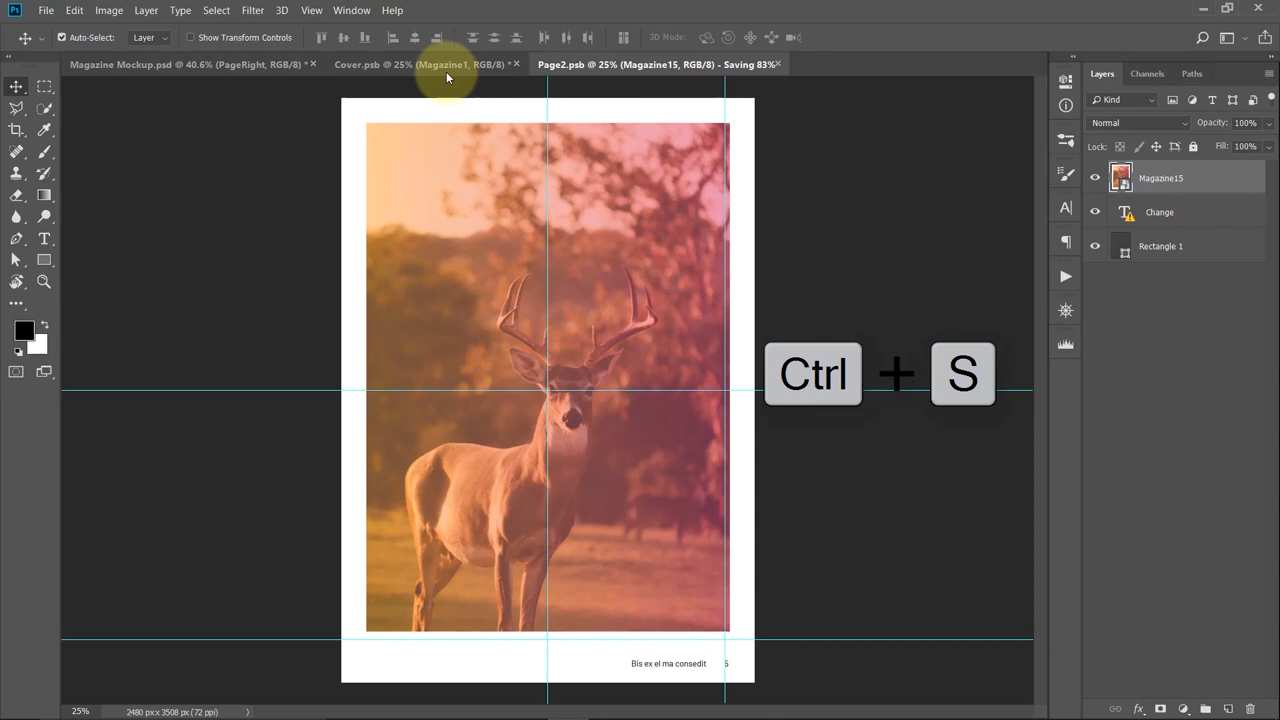 Ps File Edit Image Layer Type Select Filter 3D View Window Help
Auto-Select: Layer Show Transform Controls 3D Mode:
Magazine Mockup.psd @ 40.6% (PageRight, RGB/8) * Cover.psb @ 25% (Magazine1, RGB/8) * Page2.psb @ 25% (Magazine15, RGB/8) - Saving 83%
Layers Channels Paths
Kind
Normal Opacity: 100%
Lock: Fill: 100%
Magazine15
Change
Rectangle 1
Ctrl + S
Bis ex el ma consedit 6
25% 2480 px x 3508 px (72 ppi)